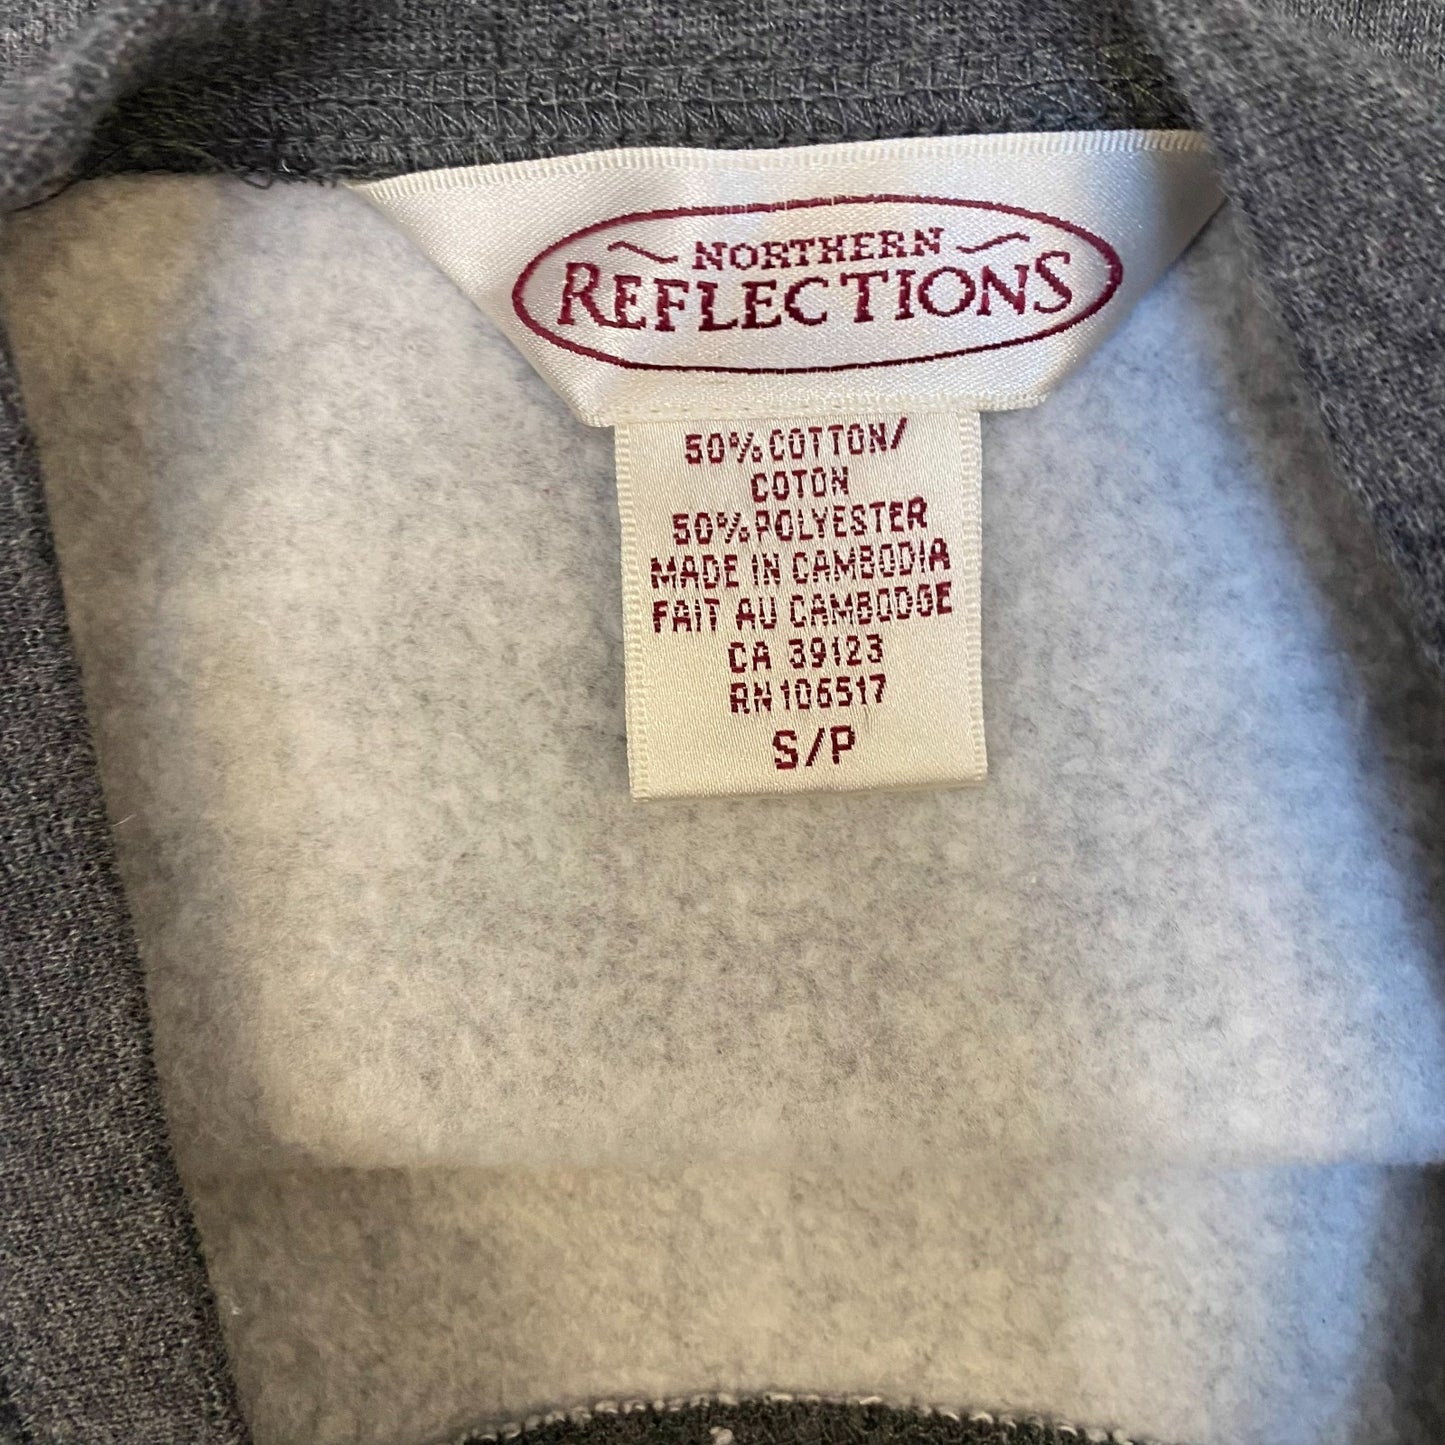 NORTHERN
REFLECTIONS
50% COTTON/
COTON
50% POLYESTER
MADE IN CAMBODIA
FAIT AU CAMBODGE
CA 39123
RN 106517
S/P